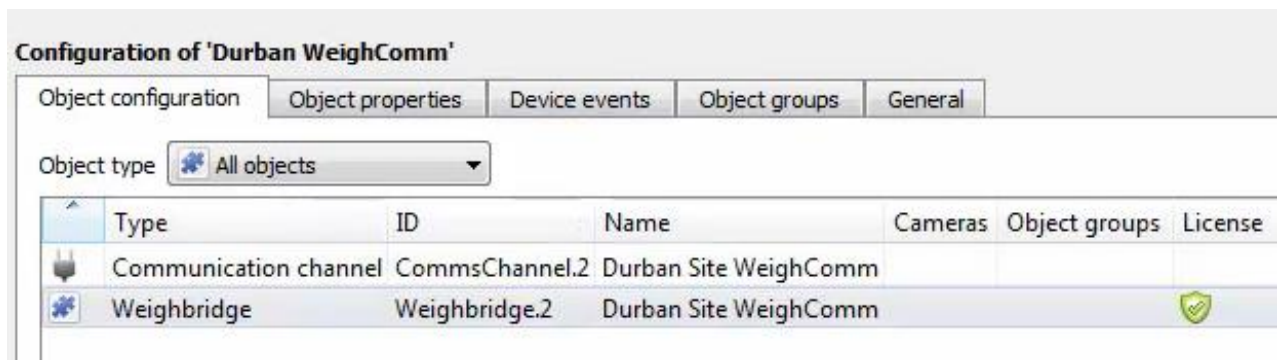 Configuration of 'Durban WeighComm'
Object configuration Object properties Device events Object groups General
Object type All objects
Type ID Name Cameras Object groups License
Communication channel CommsChannel.2 Durban Site WeighComm
Weighbridge Weighbridge.2 Durban Site WeighComm